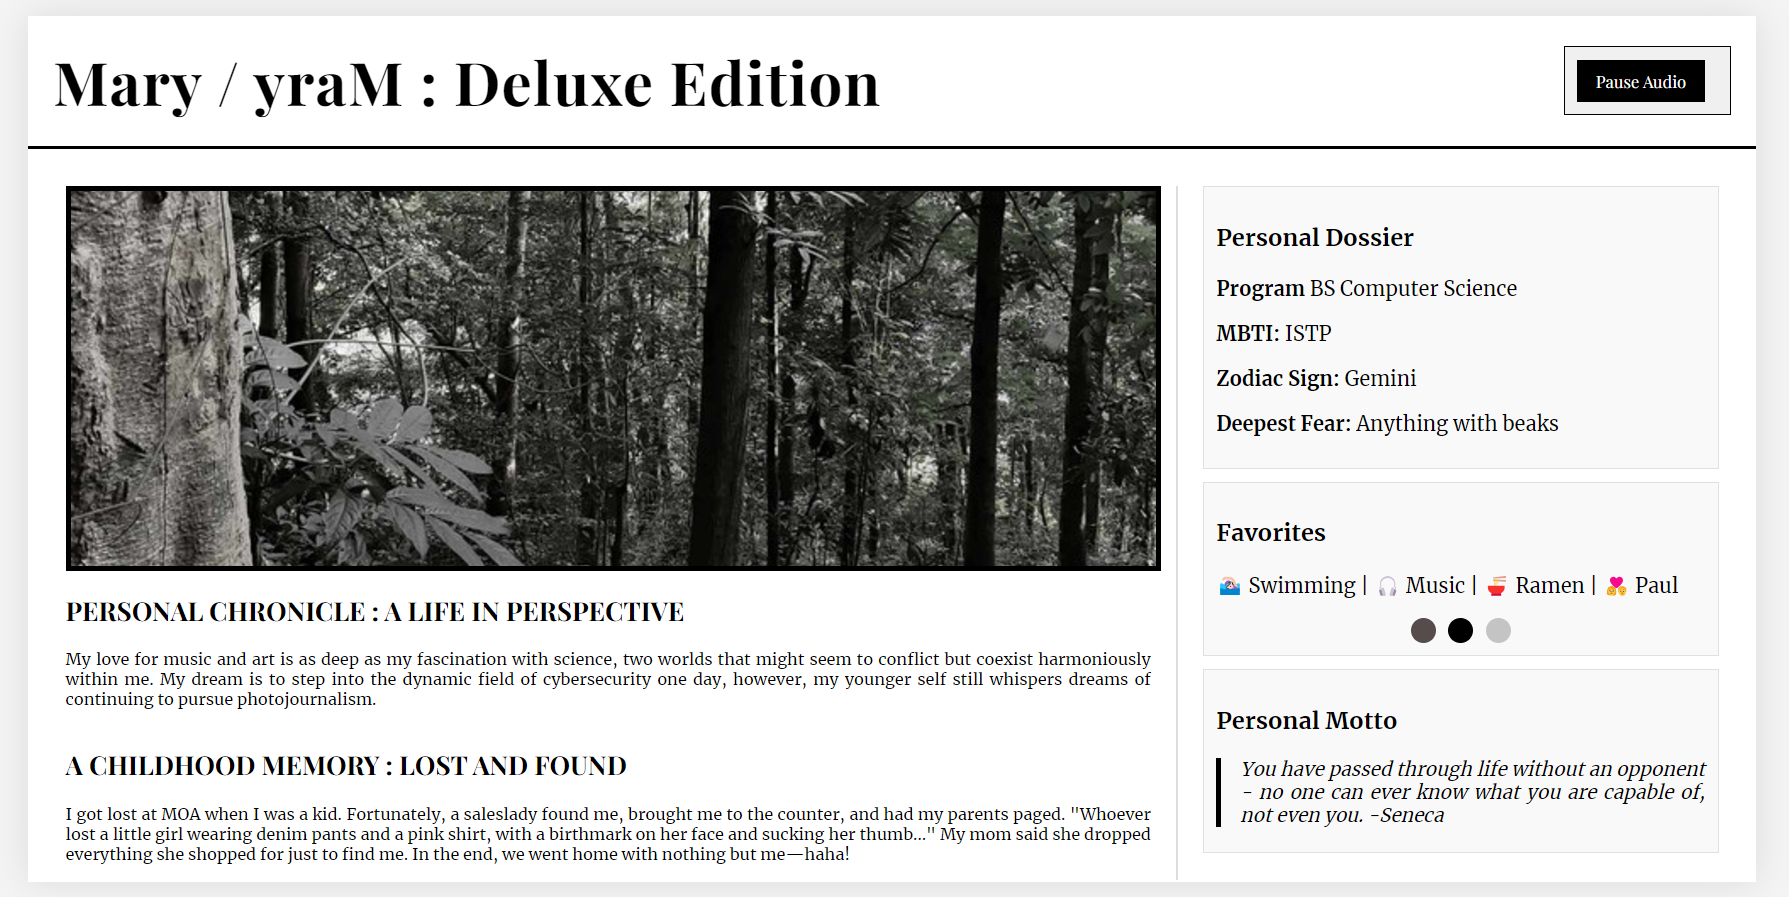 Mary / yraM : Deluxe Edition
Pause Audio
PERSONAL CHRONICLE : A LIFE IN PERSPECTIVE
My love for music and art is as deep as my fascination with science, two worlds that might seem to conflict but coexist harmoniously
within me. My dream is to step into the dynamic field of cybersecurity one day, however, my younger self still whispers dreams of
continuing to pursue photojournalism.
A CHILDHOOD MEMORY : LOST AND FOUND
I got lost at MOA when I was a kid. Fortunately, a saleslady found me, brought me to the counter, and had my parents paged. "Whoever
lost a little girl wearing denim pants and a pink shirt, with a birthmark on her face and sucking her thumb..." My mom said she dropped
everything she shopped for just to find me. In the end, we went home with nothing but me—haha!
Personal Dossier
Program BS Computer Science
MBTI: ISTP
Zodiac Sign: Gemini
Deepest Fear: Anything with beaks
Favorites
Swimming | Music | Ramen | Paul
Personal Motto
You have passed through life without an opponent
- no one can ever know what you are capable of,
not even you. -Seneca